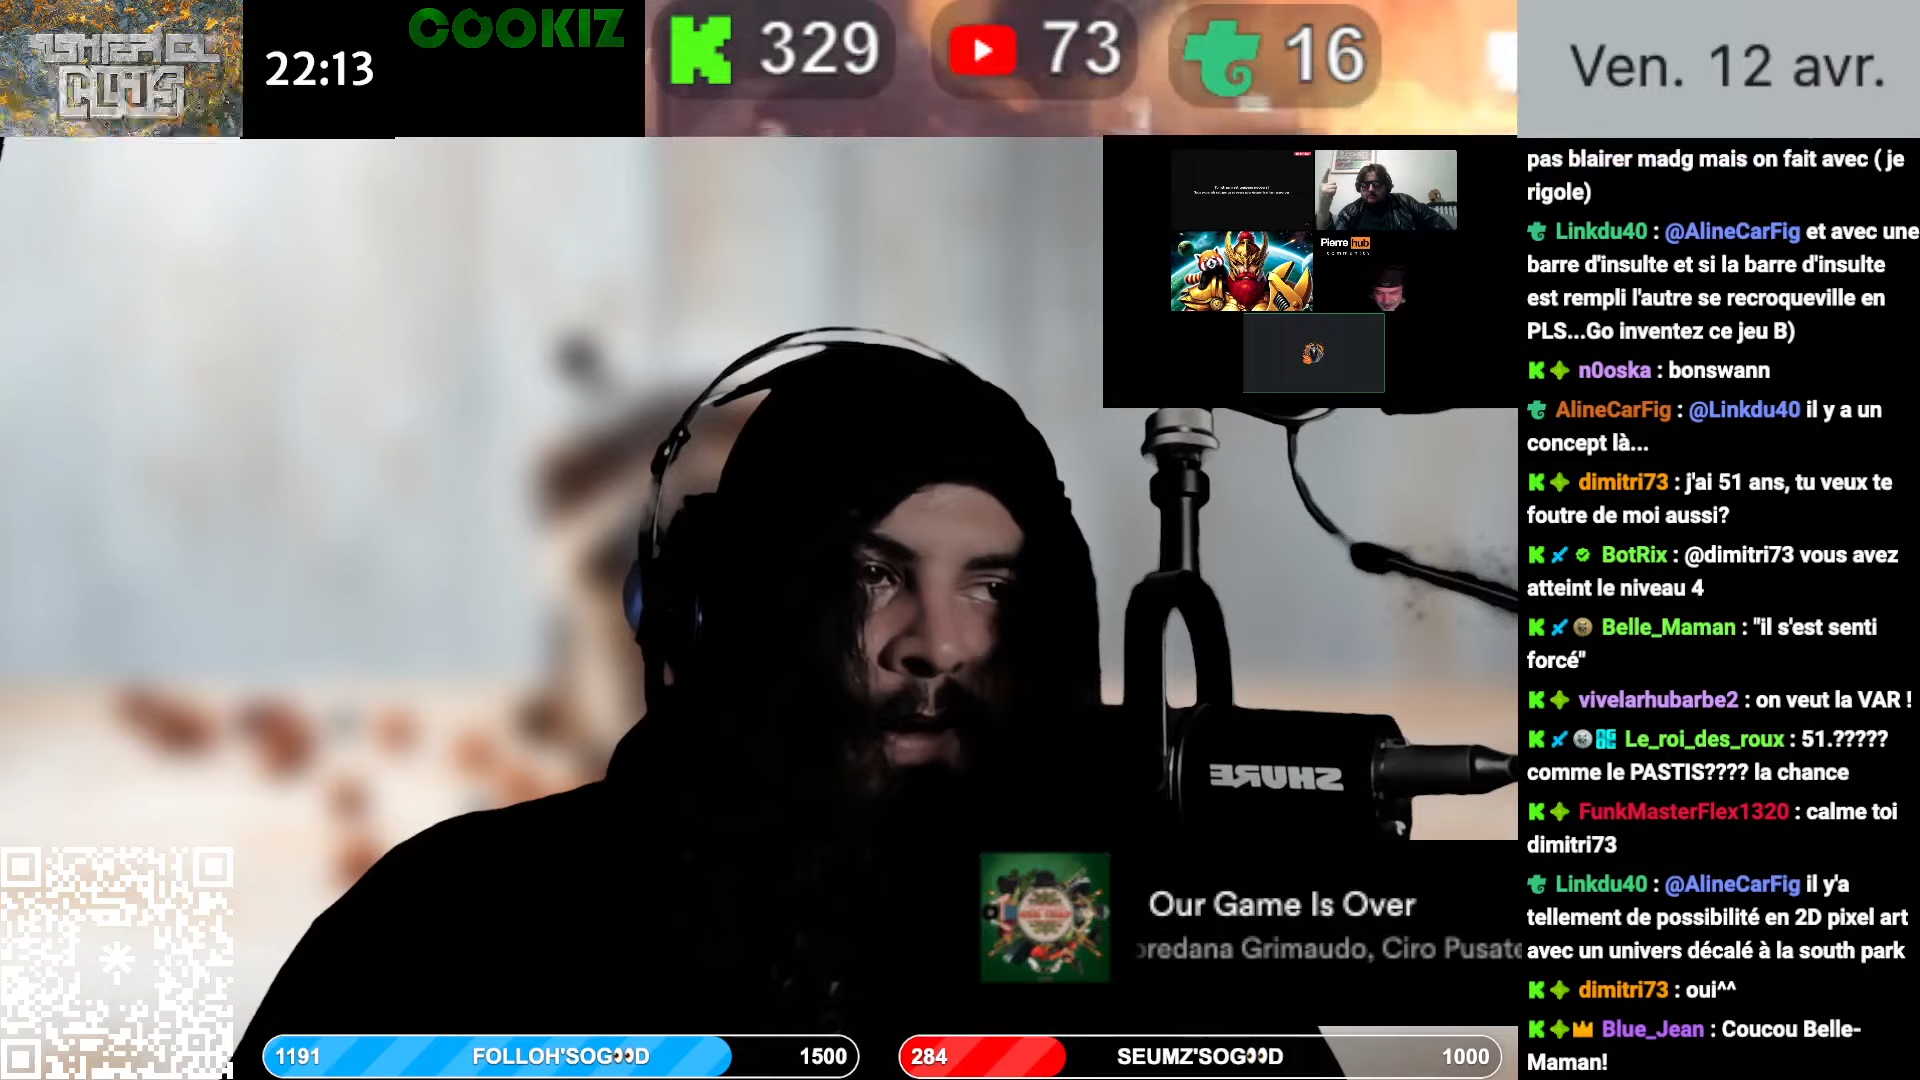 22:13
COOKIZ
329
73
16
Ven. 12 avr.
Pierre hub
community
pas blairer madg mais on fait avec ( je
rigole)
Linkdu40 : @AlineCarFig et avec une
barre d'insulte et si la barre d'insulte
est rempli l'autre se recroqueville en
PLS...Go inventez ce jeu B)
n0oska : bonswann
AlineCarFig : @Linkdu40 il y a un
concept là...
dimitri73 : j'ai 51 ans, tu veux te
foutre de moi aussi?
BotRix : @dimitri73 vous avez
atteint le niveau 4
Belle_Maman : "il s'est senti
forcé"
vivelarhubarbe2 : on veut la VAR !
Le_roi_des_roux : 51.?????
comme le PASTIS???? la chance
FunkMasterFlex1320 : calme toi
dimitri73
Linkdu40 : @AlineCarFig il y'a
tellement de possibilité en 2D pixel art
avec un univers décalé à la south park
dimitri73 : oui^^
Blue_Jean : Coucou Belle-
Maman!
SHURE
Our Game Is Over
oredana Grimaudo, Ciro Pusate
1191 FOLLOH'SOG👀D 1500
284 SEUMZ'SOG👀D 1000